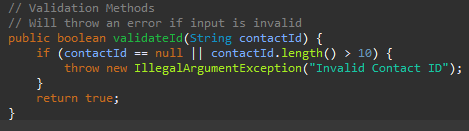 // Validation Methods
// Will throw an error if input is invalid
public boolean validateId(String contactId) {
    if (contactId == null || contactId.length() > 10) {
        throw new IllegalArgumentException("Invalid Contact ID");
    }
    return true;
}